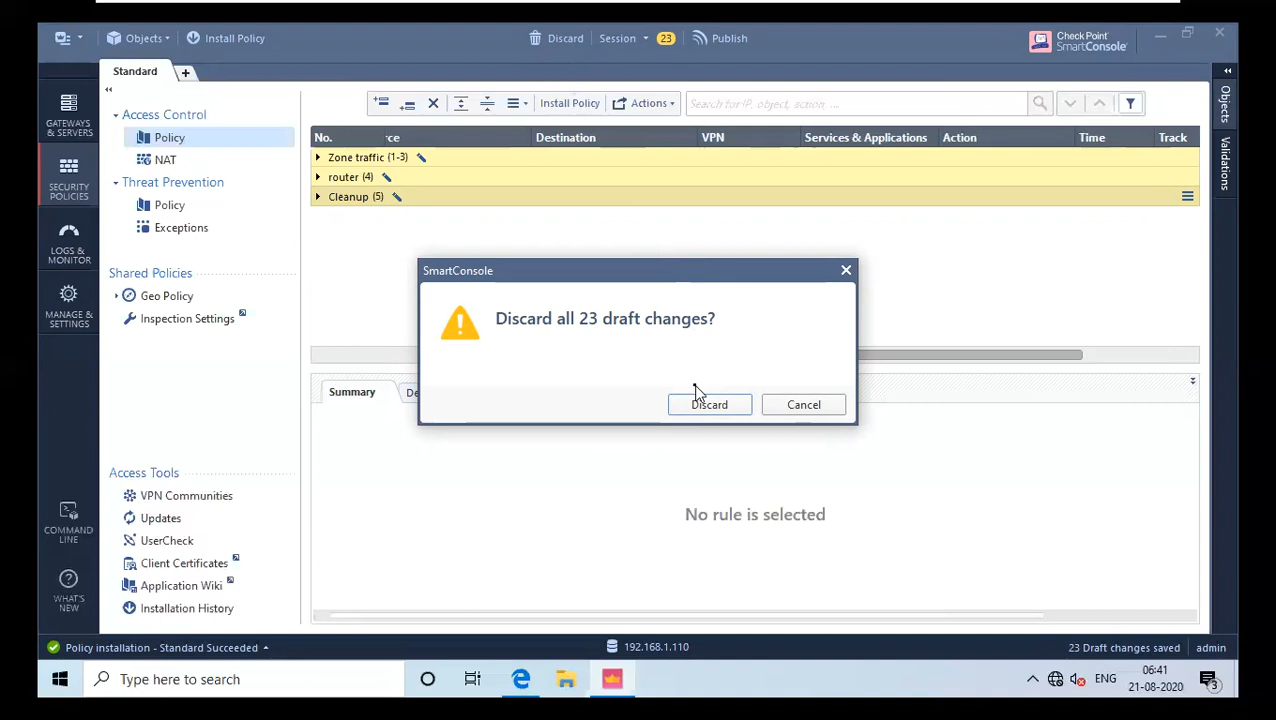 Objects
Install Policy
Discard
Session
23
Publish
Check Point
SmartConsole
Standard
Access Control
Policy
NAT
Threat Prevention
Policy
Exceptions
Shared Policies
Geo Policy
Inspection Settings
Access Tools
VPN Communities
Updates
UserCheck
Client Certificates
Application Wiki
Installation History
GATEWAYS
& SERVERS
SECURITY
POLICIES
LOGS &
MONITOR
MANAGE &
SETTINGS
COMMAND
LINE
WHAT'S
NEW
Install Policy
Actions
Search for IP, object, action, ...
No.
ce
Destination
VPN
Services & Applications
Action
Time
Track
Zone traffic (1-3)
router (4)
Cleanup (5)
SmartConsole
Discard all 23 draft changes?
Discard
Cancel
Summary
De
No rule is selected
Objects
Validations
Policy installation - Standard Succeeded
192.168.1.110
23 Draft changes saved
admin
Type here to search
ENG
06:41
21-08-2020
3